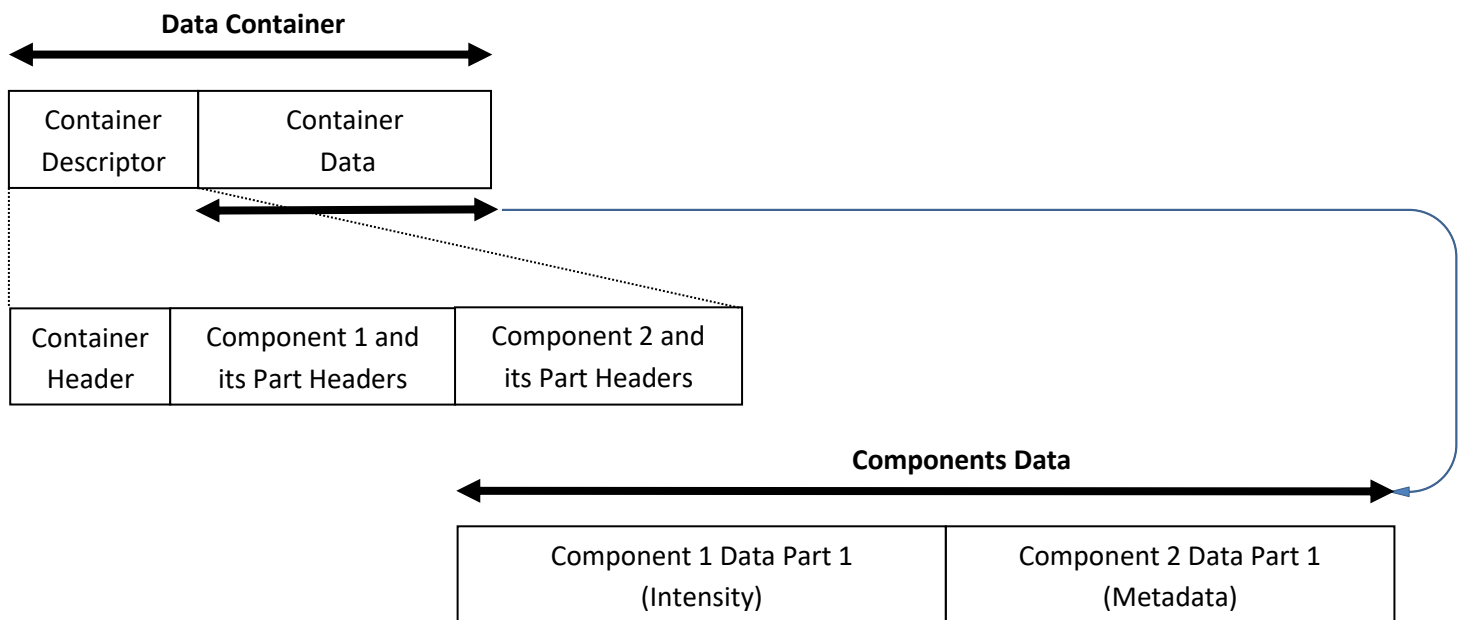 Data Container
Container
Descriptor
Container
Data
Container
Header
Component 1 and
its Part Headers
Component 2 and
its Part Headers
Components Data
Component 1 Data Part 1
(Intensity)
Component 2 Data Part 1
(Metadata)